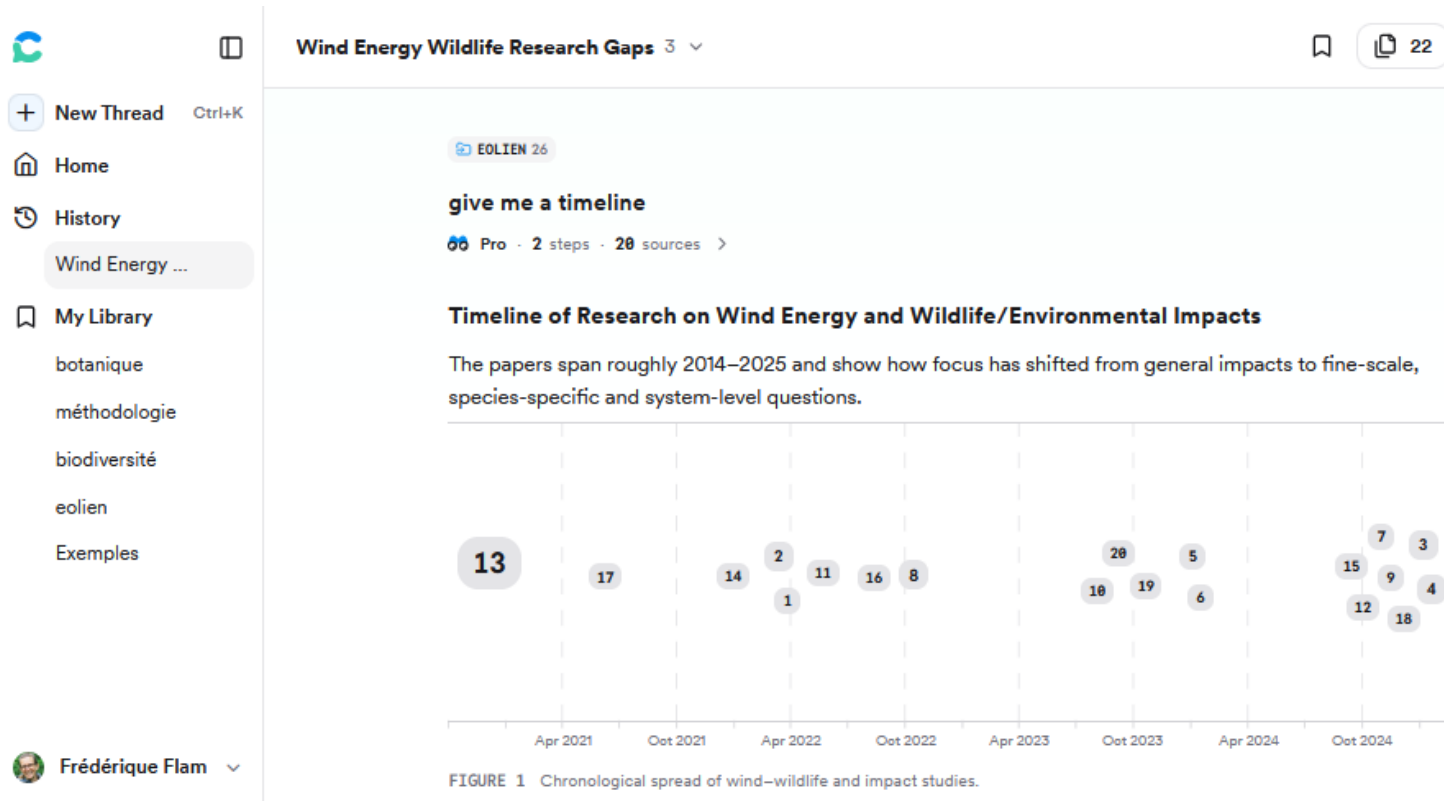 Wind Energy Wildlife Research Gaps 3
22
New Thread Ctrl+K
Home
History
Wind Energy ...
My Library
botanique
méthodologie
biodiversité
eolien
Exemples
Frédérique Flam
EOLIEN 26
give me a timeline
Pro · 2 steps · 20 sources
Timeline of Research on Wind Energy and Wildlife/Environmental Impacts
The papers span roughly 2014–2025 and show how focus has shifted from general impacts to fine-scale,
species-specific and system-level questions.
13
17
14
2
1
11
16
8
20
10
19
5
6
15
7
3
9
4
12
18
Apr 2021 Oct 2021 Apr 2022 Oct 2022 Apr 2023 Oct 2023 Apr 2024 Oct 2024
FIGURE 1 Chronological spread of wind–wildlife and impact studies.